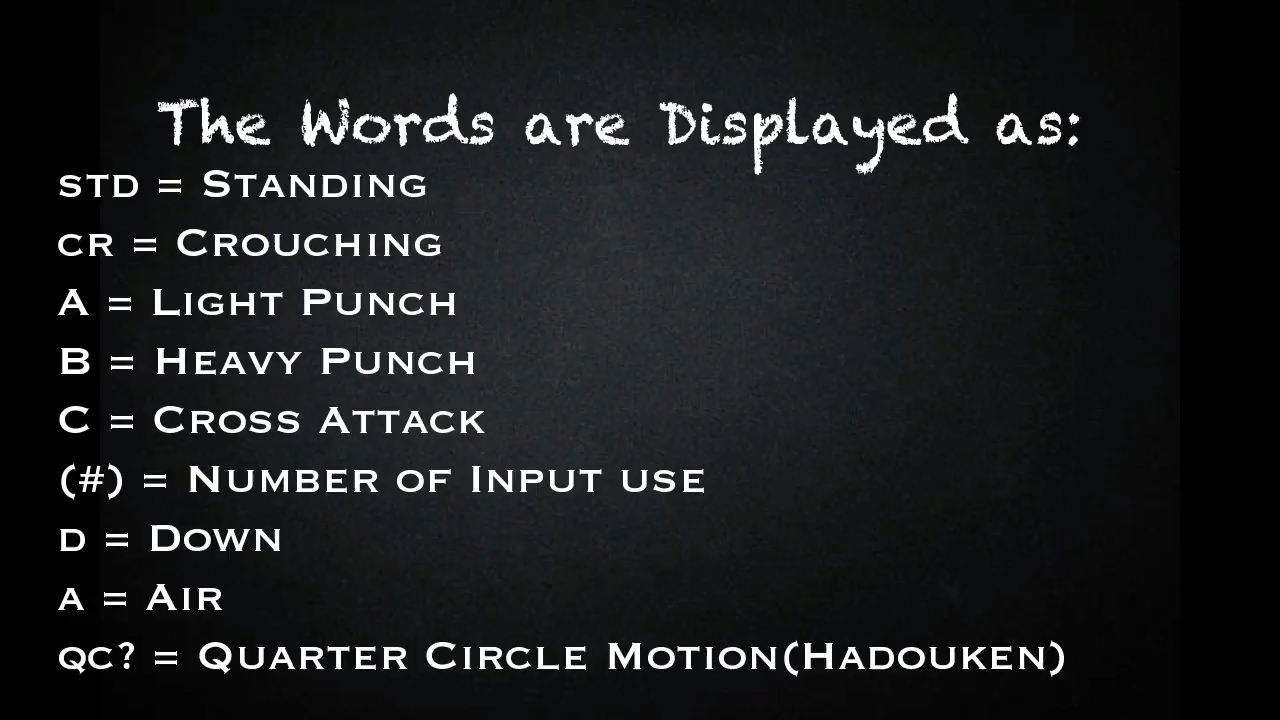 The Words are Displayed as:
std = Standing
cr = Crouching
A = Light Punch
B = Heavy Punch
C = Cross Attack
(#) = Number of Input use
d = Down
a = Air
qc? = Quarter Circle Motion(Hadouken)